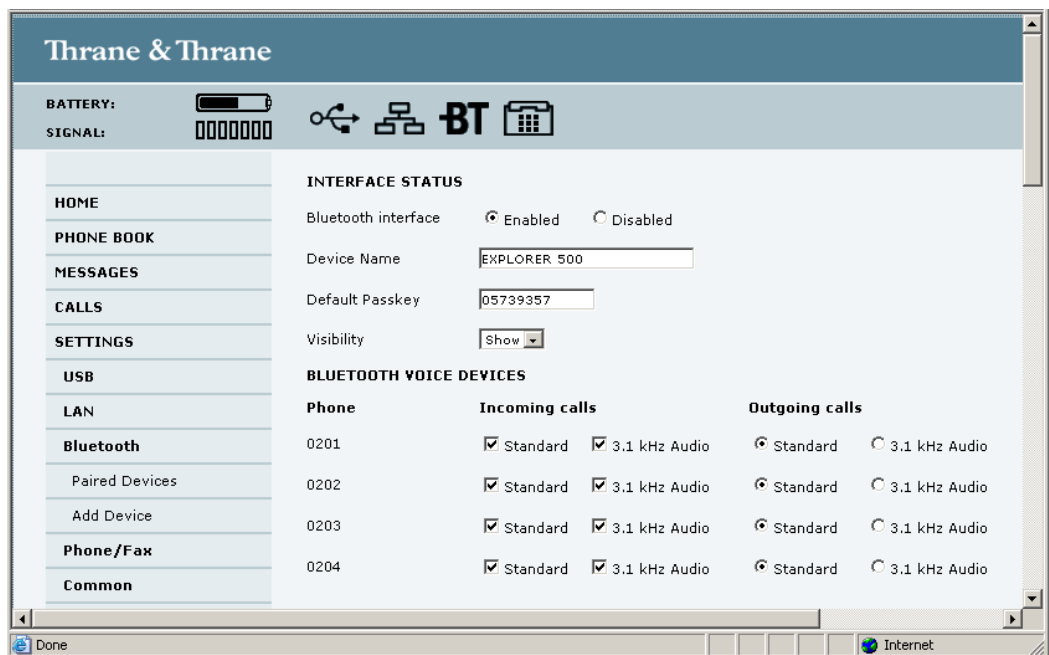 Thrane & Thrane
BATTERY:
SIGNAL:
BT
HOME
PHONE BOOK
MESSAGES
CALLS
SETTINGS
USB
LAN
Bluetooth
Paired Devices
Add Device
Phone/Fax
Common
INTERFACE STATUS
Bluetooth interface Enabled Disabled
Device Name EXPLORER 500
Default Passkey 05739357
Visibility Show
BLUETOOTH VOICE DEVICES
Phone Incoming calls Outgoing calls
0201 Standard 3.1 kHz Audio Standard 3.1 kHz Audio
0202 Standard 3.1 kHz Audio Standard 3.1 kHz Audio
0203 Standard 3.1 kHz Audio Standard 3.1 kHz Audio
0204 Standard 3.1 kHz Audio Standard 3.1 kHz Audio
Done Internet